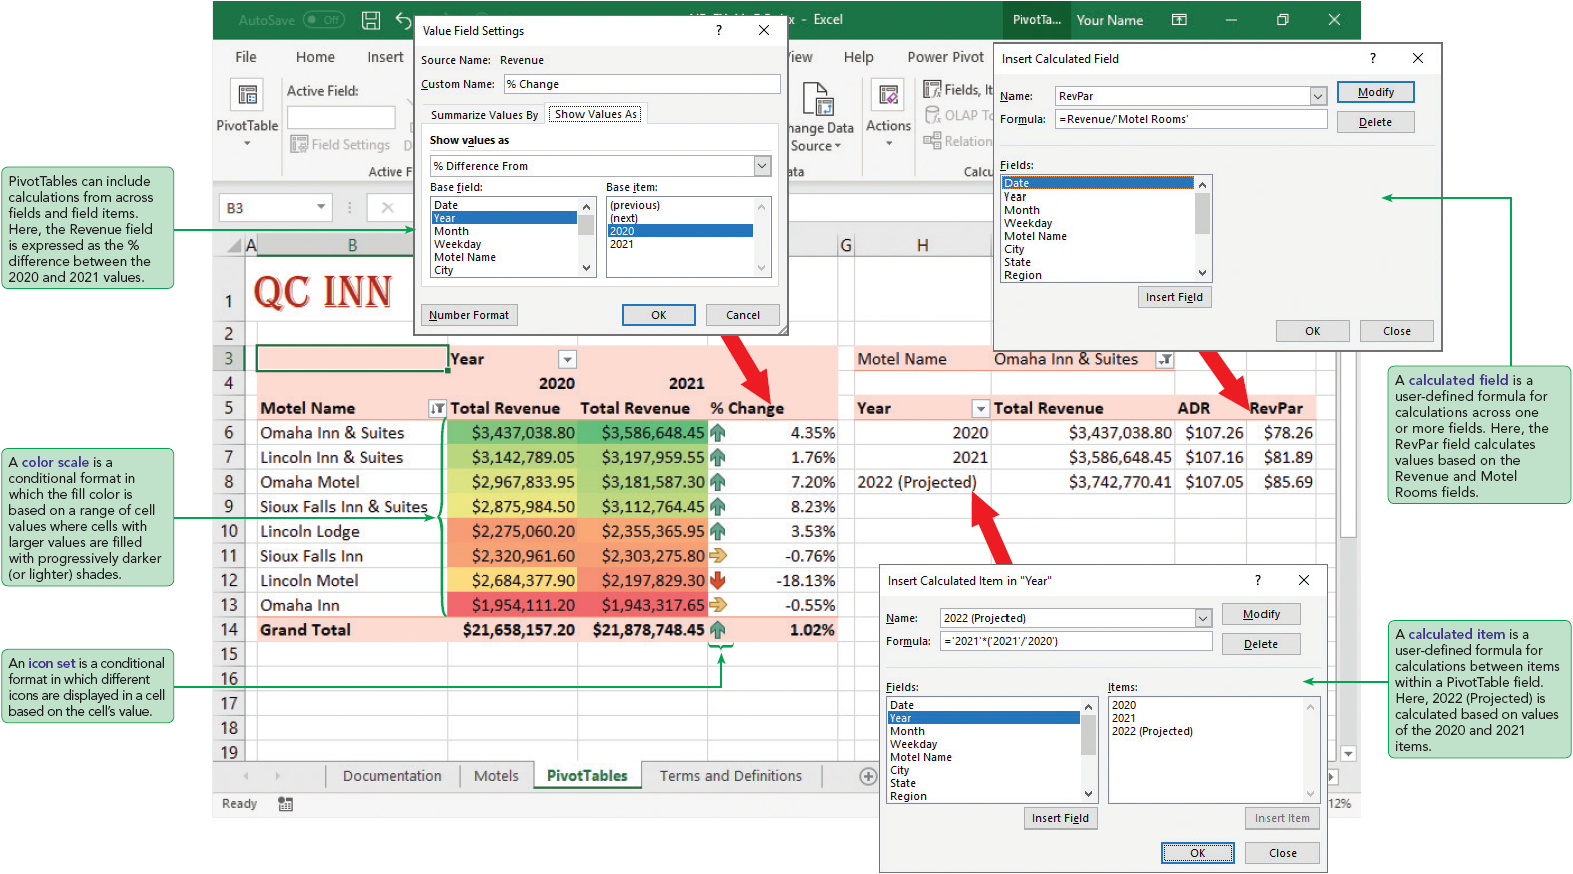 AutoSave Off
Excel
PivotTa...
Your Name
File
Home
Insert
View
Help
Power Pivot
PivotTable
Active Field:
Field Settings
Active F
Change Data
Source
ata
Actions
Fields, It
OLAP To
Relation
Calcu
B3
Value Field Settings
?
Source Name: Revenue
Custom Name: % Change
Summarize Values By
Show Values As
Show values as
% Difference From
Base field:
Date
Year
Month
Weekday
Motel Name
City
Base item:
(previous)
(next)
2020
2021
Number Format
OK
Cancel
Insert Calculated Field
?
Name: RevPar
Modify
Formula: =Revenue/'Motel Rooms'
Delete
Fields:
Date
Year
Month
Weekday
Motel Name
City
State
Region
Insert Field
OK
Close
PivotTables can include
calculations from across
fields and field items.
Here, the Revenue field
is expressed as the %
difference between the
2020 and 2021 values.
A B G H
1 QC INN
2
3 Year Motel Name Omaha Inn & Suites
4 2020 2021
5 Motel Name Total Revenue Total Revenue % Change Year Total Revenue ADR RevPar
6 Omaha Inn & Suites $3,437,038.80 $3,586,648.45 4.35% 2020 $3,437,038.80 $107.26 $78.26
7 Lincoln Inn & Suites $3,142,789.05 $3,197,959.55 1.76% 2021 $3,586,648.45 $107.16 $81.89
8 Omaha Motel $2,967,833.95 $3,181,587.30 7.20% 2022 (Projected) $3,742,770.41 $107.05 $85.69
9 Sioux Falls Inn & Suites $2,875,984.50 $3,112,764.45 8.23%
10 Lincoln Lodge $2,275,060.20 $2,355,365.95 3.53%
11 Sioux Falls Inn $2,320,961.60 $2,303,275.80 -0.76%
12 Lincoln Motel $2,684,377.90 $2,197,829.30 -18.13%
13 Omaha Inn $1,954,111.20 $1,943,317.65 -0.55%
14 Grand Total $21,658,157.20 $21,878,748.45 1.02%
15
16
17
18
19
A color scale is a
conditional format in
which the fill color is
based on a range of cell
values where cells with
larger values are filled
with progressively darker
(or lighter) shades.
An icon set is a conditional
format in which different
icons are displayed in a cell
based on the cell's value.
A calculated field is a
user-defined formula for
calculations across one
or more fields. Here, the
RevPar field calculates
values based on the
Revenue and Motel
Rooms fields.
Insert Calculated Item in "Year"
?
Name: 2022 (Projected)
Modify
Formula: ='2021'*('2021'/'2020')
Delete
Fields:
Date
Year
Month
Weekday
Motel Name
City
State
Region
Items:
2020
2021
2022 (Projected)
Insert Field
Insert Item
OK
Close
A calculated item is a
user-defined formula for
calculations between items
within a PivotTable field.
Here, 2022 (Projected) is
calculated based on values
of the 2020 and 2021
items.
Documentation
Motels
PivotTables
Terms and Definitions
Ready
12%